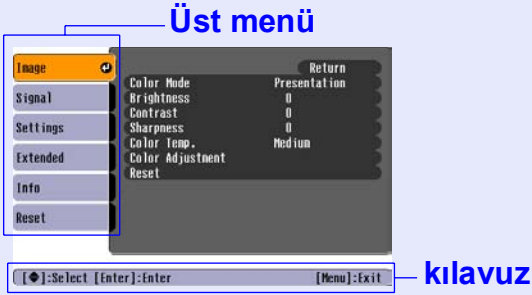 Üst menü
Image
Signal
Settings
Extended
Info
Reset
Return
Color Mode Presentation
Brightness 0
Contrast 0
Sharpness 0
Color Temp. Medium
Color Adjustment
Reset
[◆]:Select [Enter]:Enter [Menu]:Exit
kılavuz